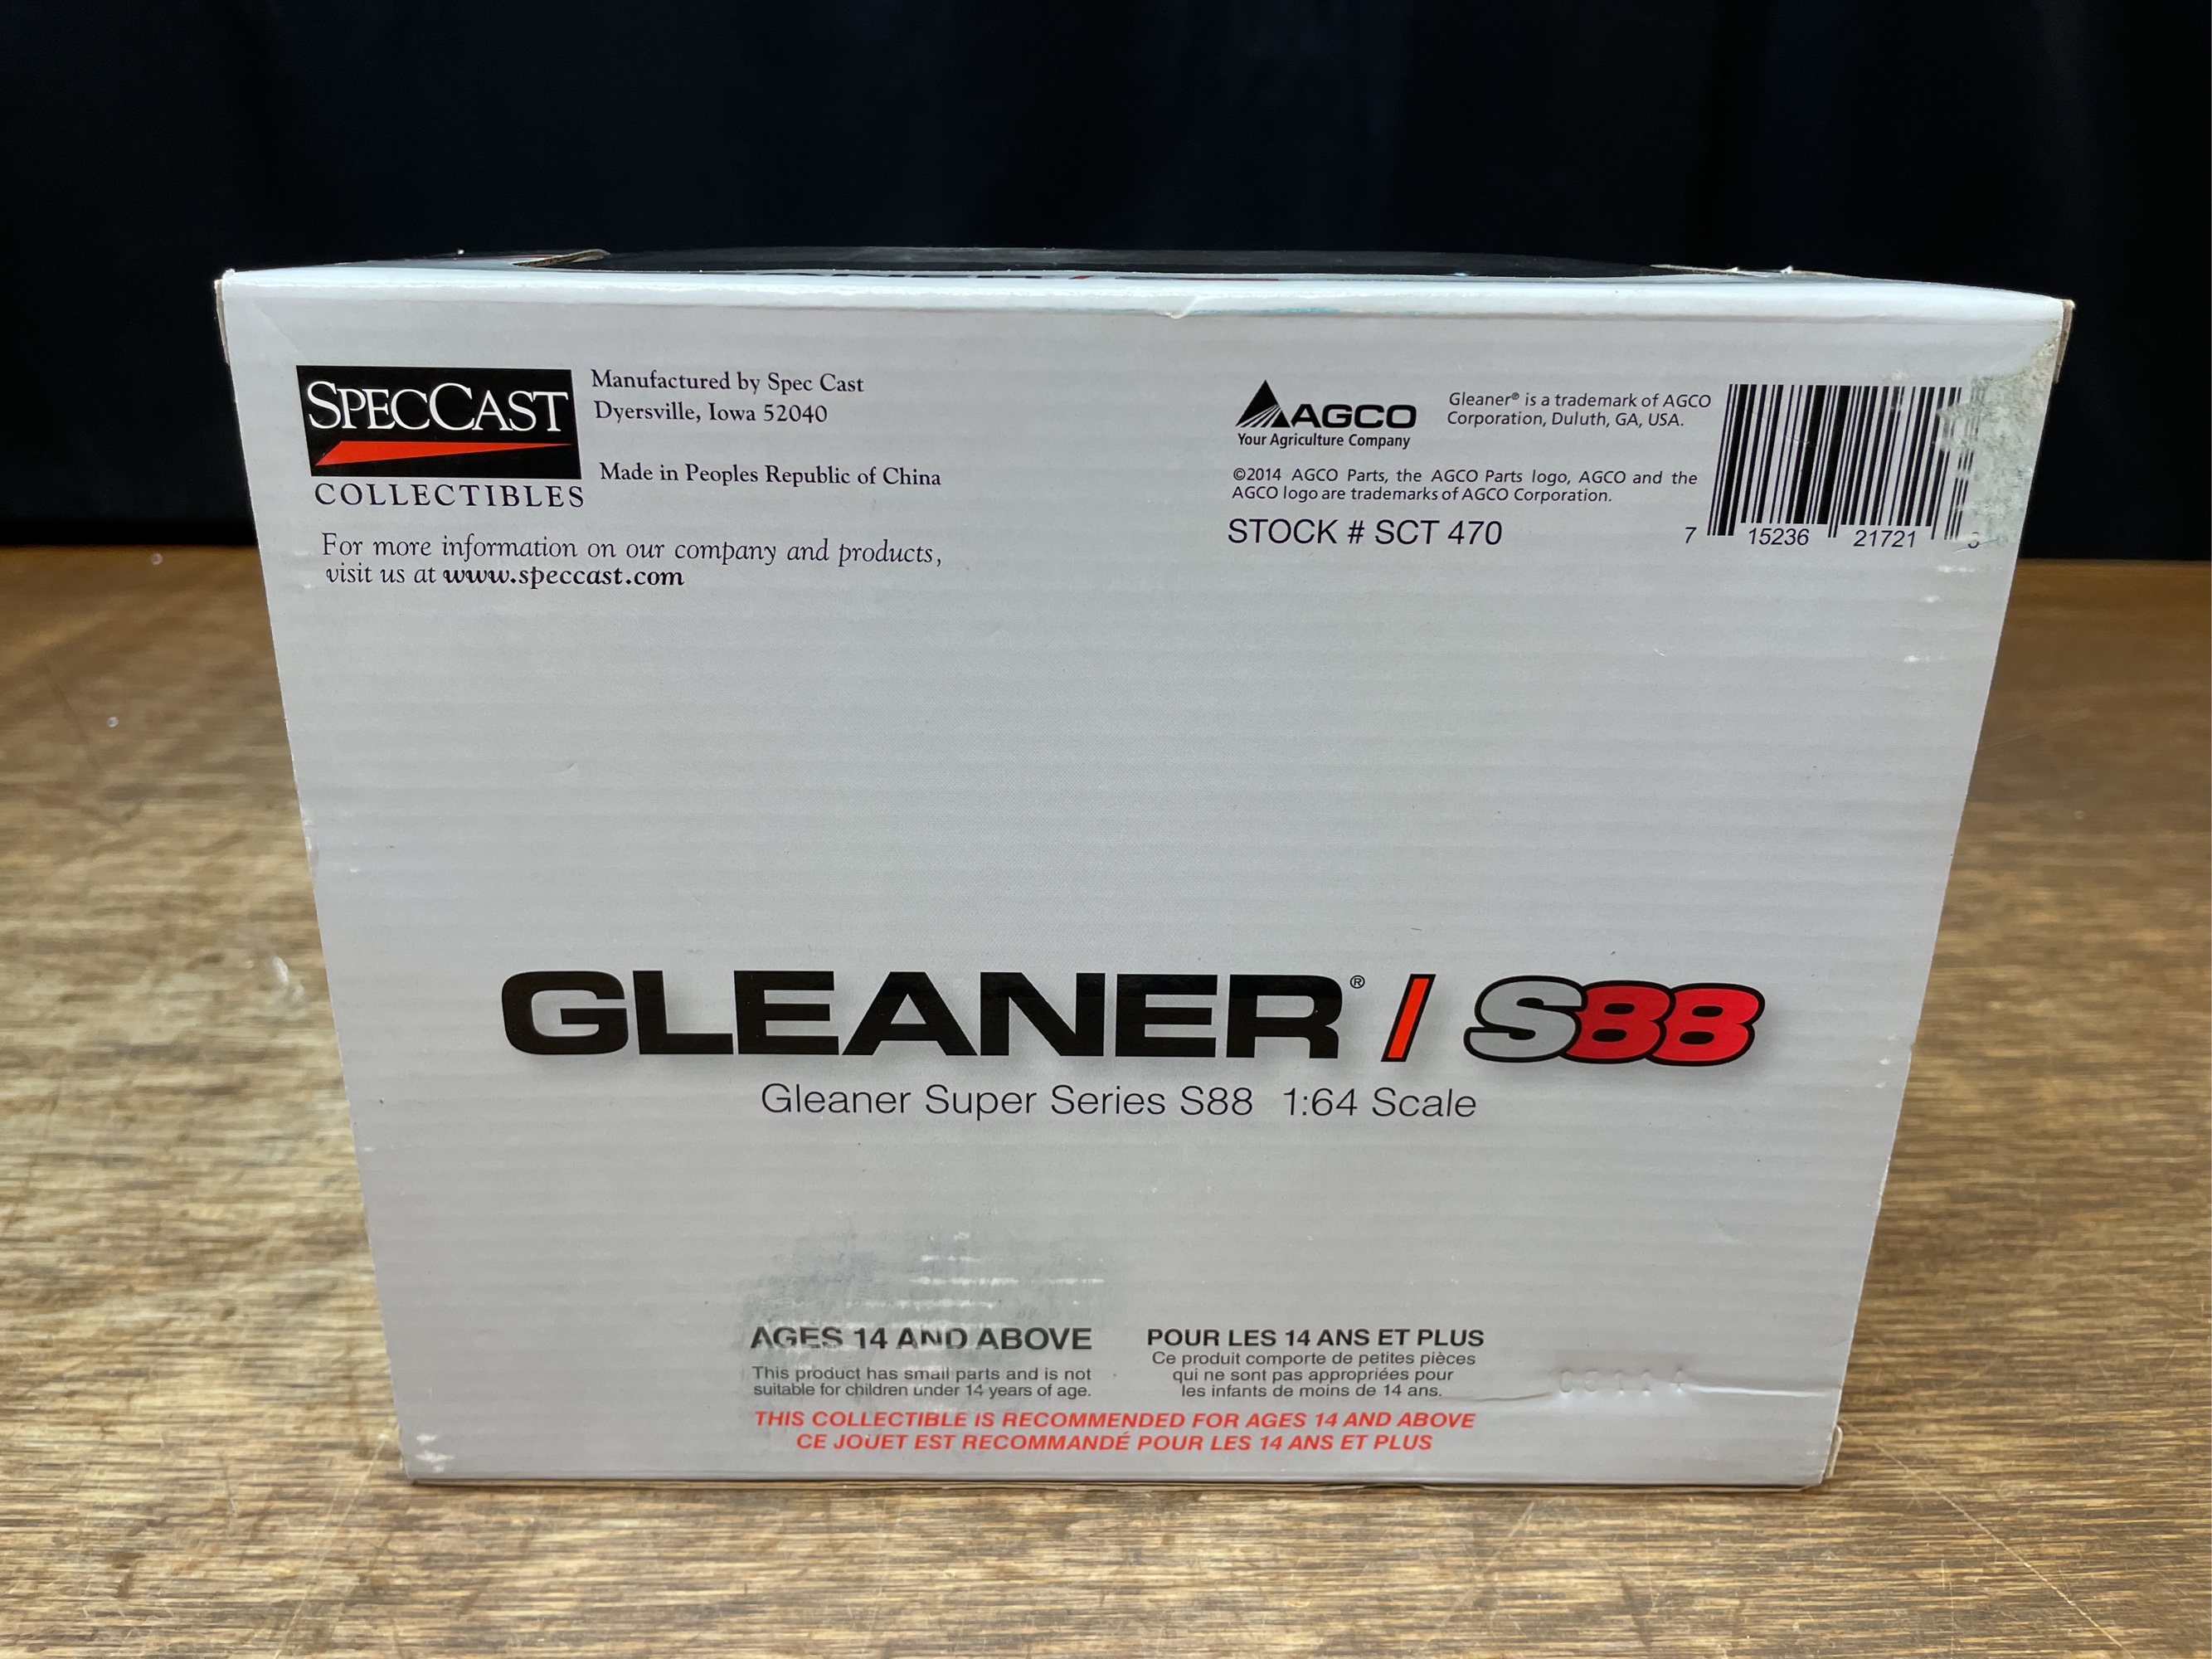 SPECCAST
COLLECTIBLES
Manufactured by Spec Cast
Dyersville, Iowa 52040
Made in Peoples Republic of China
For more information on our company and products,
visit us at www.speccast.com
AGCO
Your Agriculture Company
Gleaner® is a trademark of AGCO
Corporation, Duluth, GA, USA.
©2014 AGCO Parts, the AGCO Parts logo, AGCO and the
AGCO logo are trademarks of AGCO Corporation.
STOCK # SCT 470
7 15236 21721
GLEANER® / S88
Gleaner Super Series S88 1:64 Scale
AGES 14 AND ABOVE
This product has small parts and is not
suitable for children under 14 years of age.
POUR LES 14 ANS ET PLUS
Ce produit comporte de petites pièces
qui ne sont pas appropriées pour
les infants de moins de 14 ans.
THIS COLLECTIBLE IS RECOMMENDED FOR AGES 14 AND ABOVE
CE JOUET EST RECOMMANDÉ POUR LES 14 ANS ET PLUS